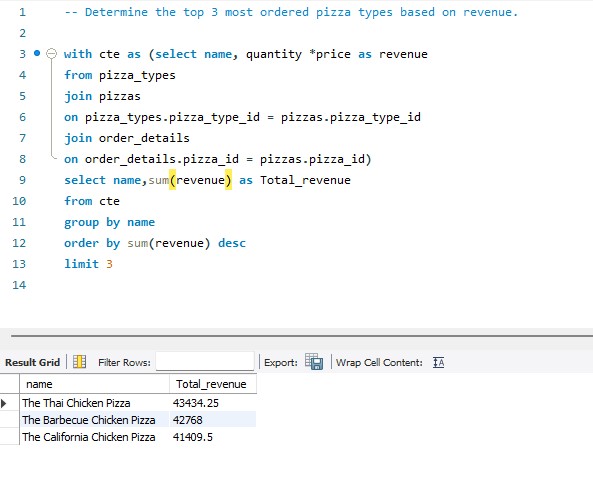 1 -- Determine the top 3 most ordered pizza types based on revenue.
2
3 with cte as (select name, quantity *price as revenue
4 from pizza_types
5 join pizzas
6 on pizza_types.pizza_type_id = pizzas.pizza_type_id
7 join order_details
8 on order_details.pizza_id = pizzas.pizza_id)
9 select name,sum(revenue) as Total_revenue
10 from cte
11 group by name
12 order by sum(revenue) desc
13 limit 3
14
Result Grid Filter Rows: Export: Wrap Cell Content: IA
name Total_revenue
The Thai Chicken Pizza 43434.25
The Barbecue Chicken Pizza 42768
The California Chicken Pizza 41409.5